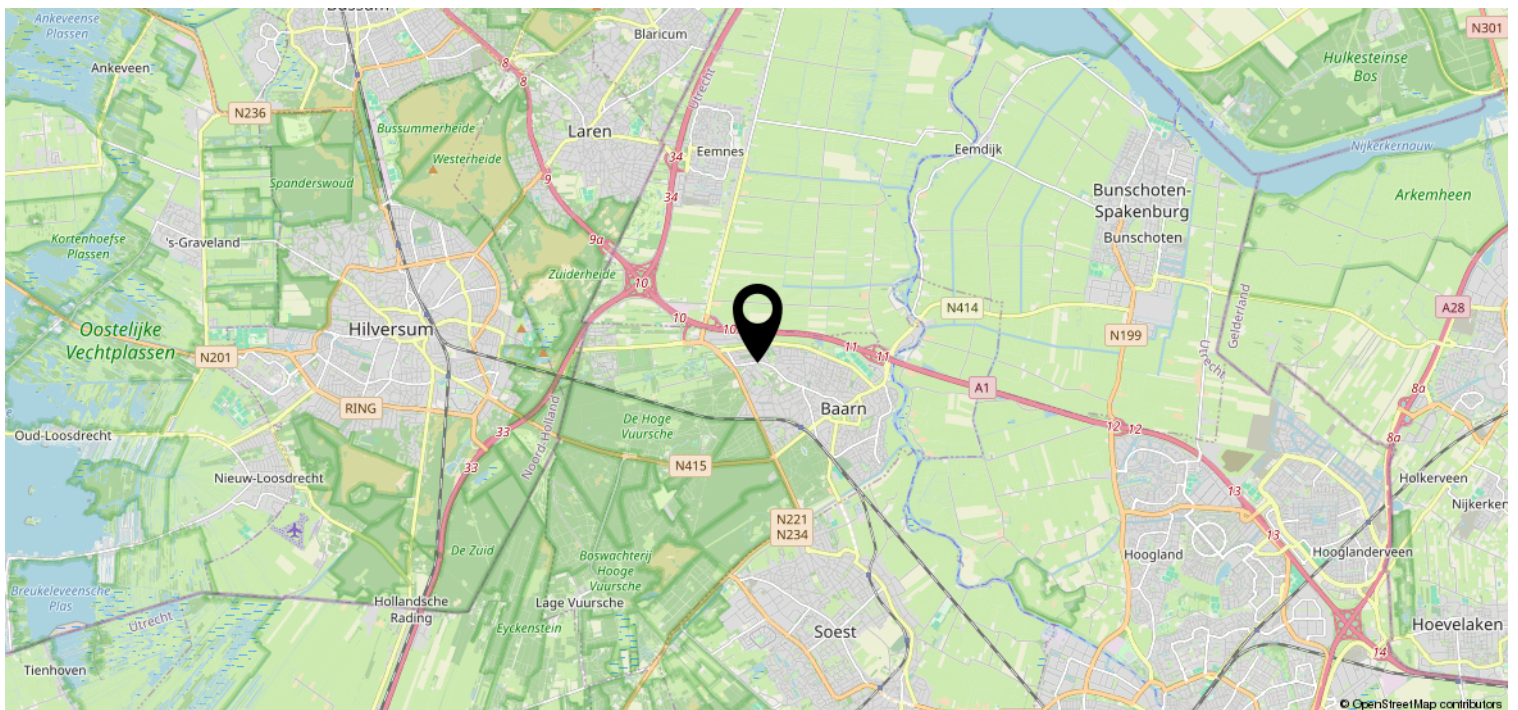 Bussum
Ankeveense
Plassen
Blaricum
N301
Hulkesteinse
Bos
Ankeveen
8
8
Utrecht
N236
Bussummerheide
Laren
Eemnes
Eemdijk
Nijkerkernouw
Westerheide
34
9
Spanderswoud
34
Bunschoten-
Spakenburg
Arkemheen
Kortenhoefse
Plassen
's-Graveland
9a
Bunschoten
Zuiderheide
10
N414
A28
Gelderland
Oostelijke
Vechtplassen
Hilversum
10
10
N199
N201
11
11
Utrecht
A1
8a
RING
Noord-Holland
De Hoge
Vuursche
Baarn
12
12
Oud-Loosdrecht
33
8a
33
N415
Nieuw-Loosdrecht
Holkerveen
13
Nijkerken
N221
N234
13
De Zuid
Boswachterij
Hooge
Vuursche
Hoogland
Hooglanderveen
Breukeleveensche
Plas
Hollandsche
Rading
Lage Vuursche
Utrecht
Eyckenstein
Soest
Hoevelaken
14
Tienhoven
© OpenStreetMap contributors